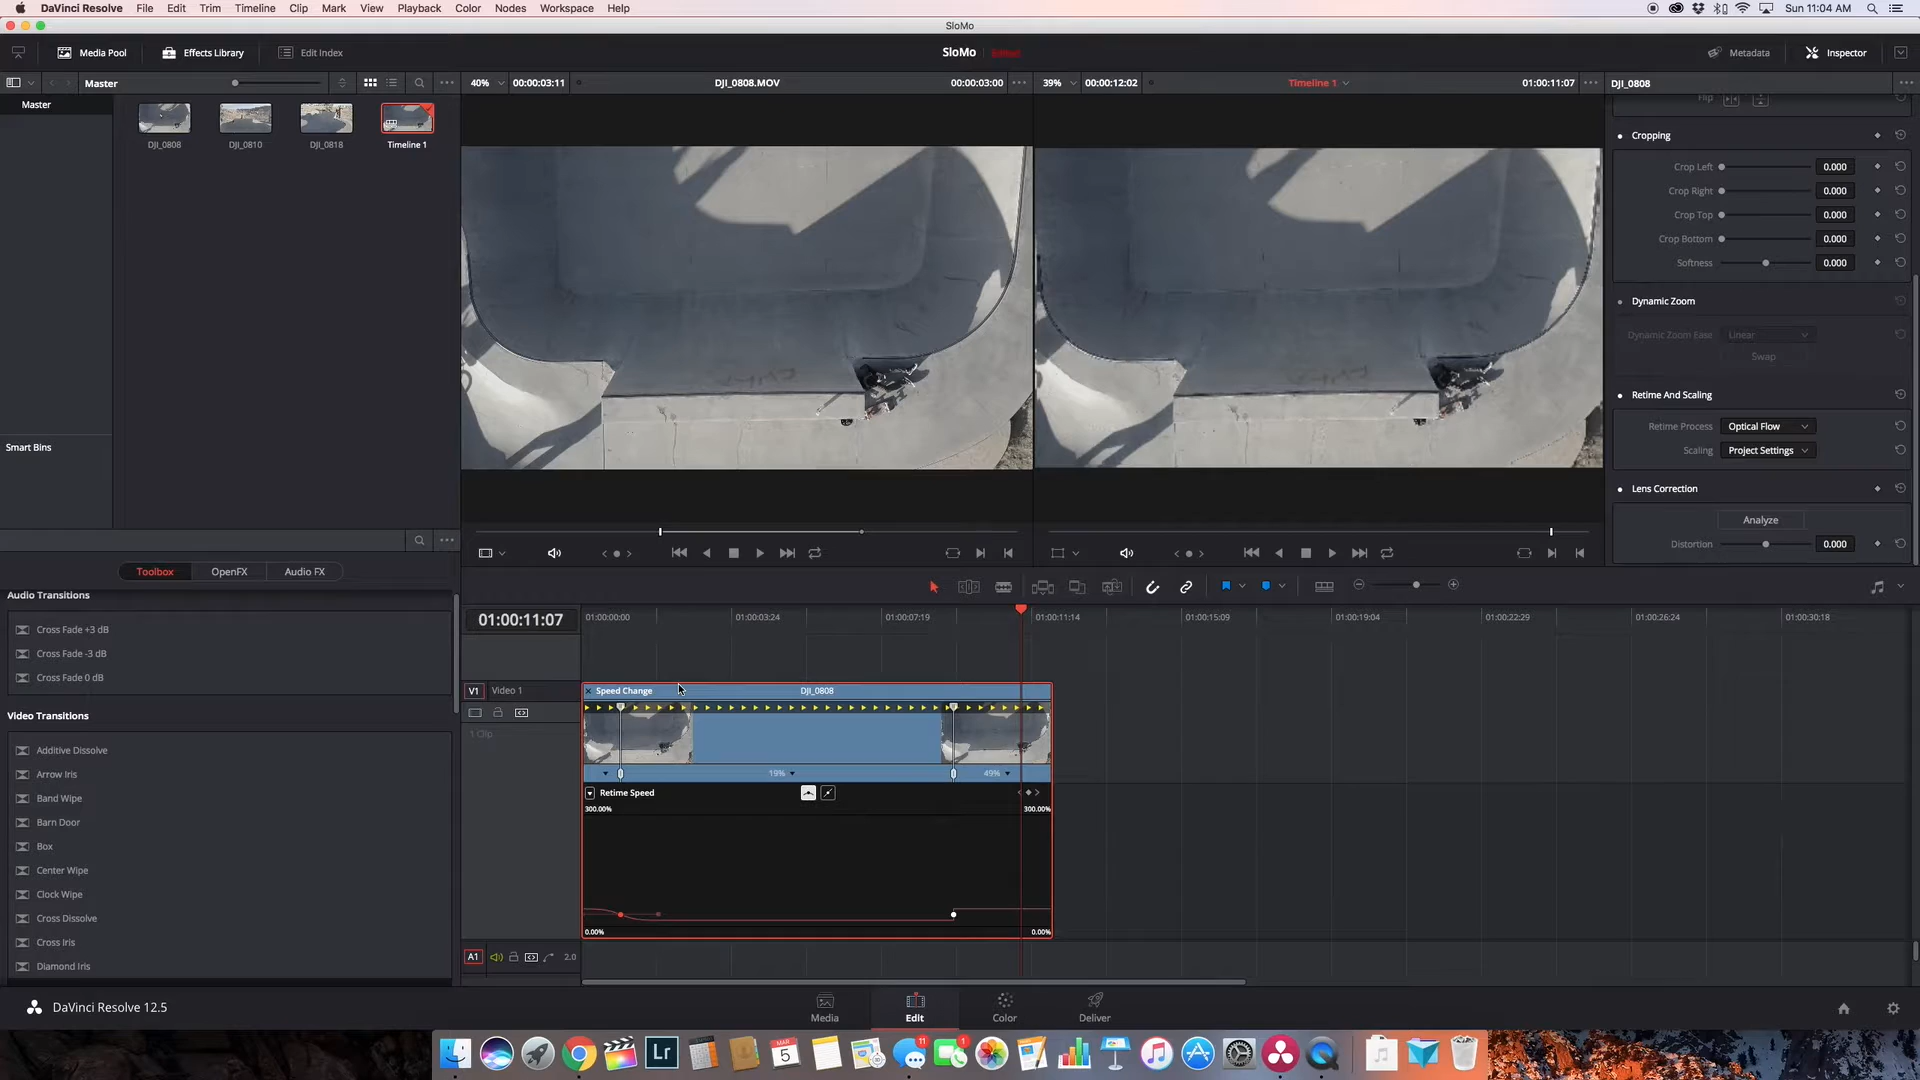 DaVinci Resolve File Edit Trim Timeline Clip Mark View Playback Color Nodes Workspace Help Sun 11:04 AM
SloMo
Media Pool Effects Library Edit Index SloMo Edited Metadata Inspector
Master 40% 00:00:03:11 DJI_0808.MOV 00:00:03:00 39% 00:00:12:02 Timeline 1 01:00:11:07 DJI_0808
Master
DJI_0808 DJI_0810 DJI_0818 Timeline 1
Flip
Cropping
Crop Left 0.000
Crop Right 0.000
Crop Top 0.000
Crop Bottom 0.000
Softness 0.000
Dynamic Zoom
Dynamic Zoom Ease Linear
Swap
Retime And Scaling
Retime Process Optical Flow
Scaling Project Settings
Lens Correction
Analyze
Distortion 0.000
Smart Bins
Toolbox OpenFX Audio FX
Audio Transitions
Cross Fade +3 dB
Cross Fade -3 dB
Cross Fade 0 dB
Video Transitions
Additive Dissolve
Arrow Iris
Band Wipe
Barn Door
Box
Center Wipe
Clock Wipe
Cross Dissolve
Cross Iris
Diamond Iris
01:00:11:07 01:00:00:00 01:00:03:24 01:00:07:19 01:00:11:14 01:00:15:09 01:00:19:04 01:00:22:29 01:00:26:24 01:00:30:18
V1 Video 1 Speed Change DJI_0808
1 Clip
19% 49%
Retime Speed
300.00% 300.00%
0.00% 0.00%
A1 2.0
DaVinci Resolve 12.5
Media Edit Color Deliver
Lr
MAR
5
11
1